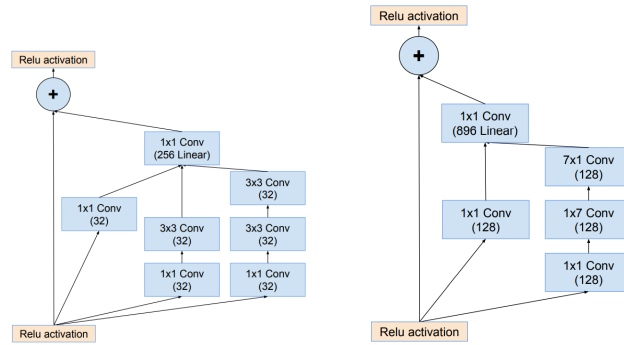 Relu activation
+
1x1 Conv
(256 Linear)
3x3 Conv
(32)
1x1 Conv
(32)
3x3 Conv
(32)
3x3 Conv
(32)
1x1 Conv
(32)
1x1 Conv
(32)
Relu activation
Relu activation
+
1x1 Conv
(896 Linear)
7x1 Conv
(128)
1x1 Conv
(128)
1x7 Conv
(128)
1x1 Conv
(128)
Relu activation